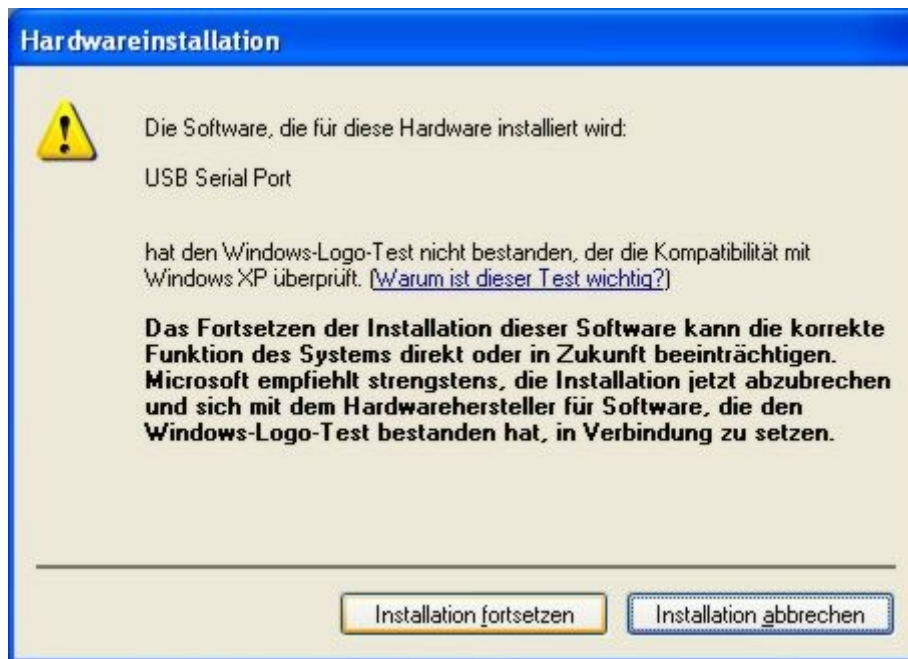 Hardwareinstallation
Die Software, die für diese Hardware installiert wird:
USB Serial Port
hat den Windows-Logo-Test nicht bestanden, der die Kompatibilität mit
Windows XP überprüft. (Warum ist dieser Test wichtig?)
Das Fortsetzen der Installation dieser Software kann die korrekte
Funktion des Systems direkt oder in Zukunft beeinträchtigen.
Microsoft empfiehlt strengstens, die Installation jetzt abzubrechen
und sich mit dem Hardwarehersteller für Software, die den
Windows-Logo-Test bestanden hat, in Verbindung zu setzen.
Installation fortsetzen
Installation abbrechen